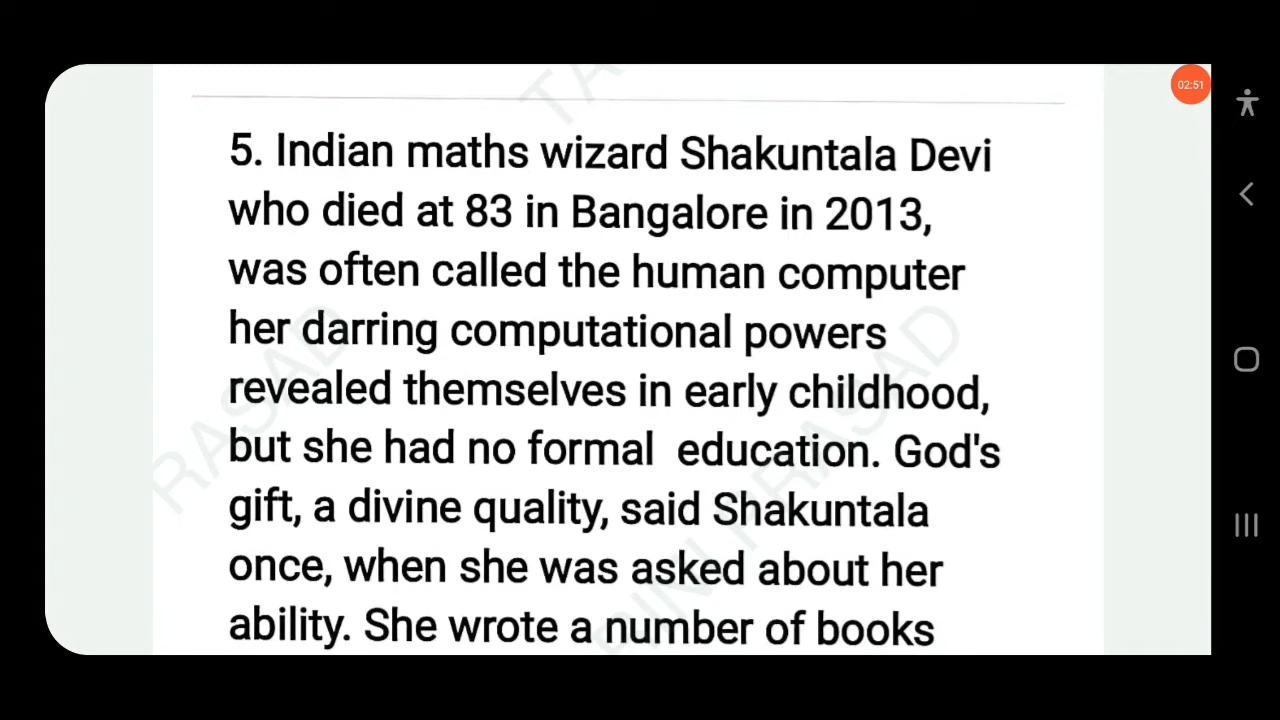 02:51
5. Indian maths wizard Shakuntala Devi
who died at 83 in Bangalore in 2013,
was often called the human computer
her darring computational powers
revealed themselves in early childhood,
but she had no formal  education. God's
gift, a divine quality, said Shakuntala
once, when she was asked about her
ability. She wrote a number of books